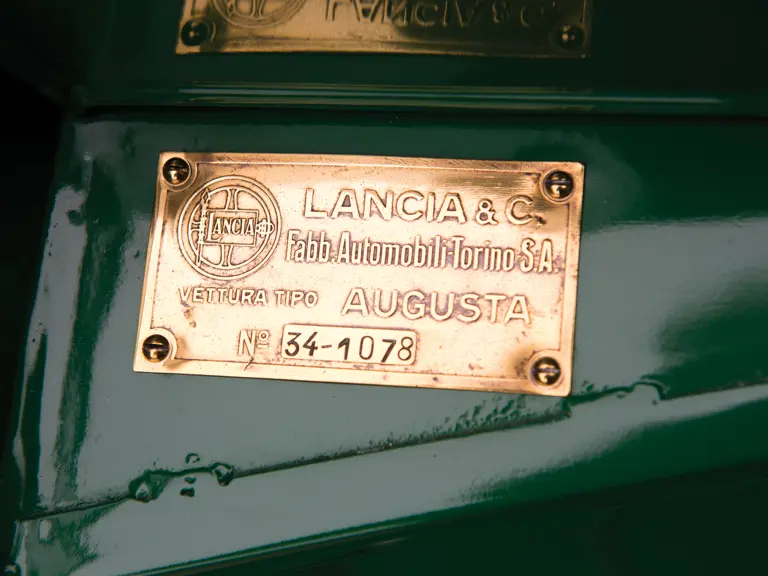 LANCIA & C.
LANCIA
Fabb. Automobili-Torino S.A.
VETTURA TIPO AUGUSTA
Nº 34-1078